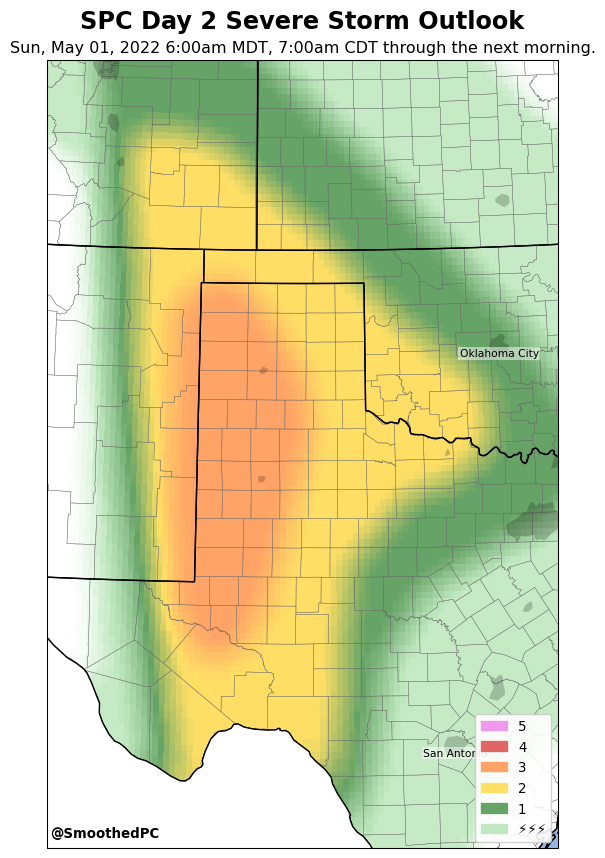 SPC Day 2 Severe Storm Outlook
Sun, May 01, 2022 6:00am MDT, 7:00am CDT through the next morning.
Oklahoma City
San Anton
5
4
3
2
1
⚡⚡⚡
@SmoothedPC